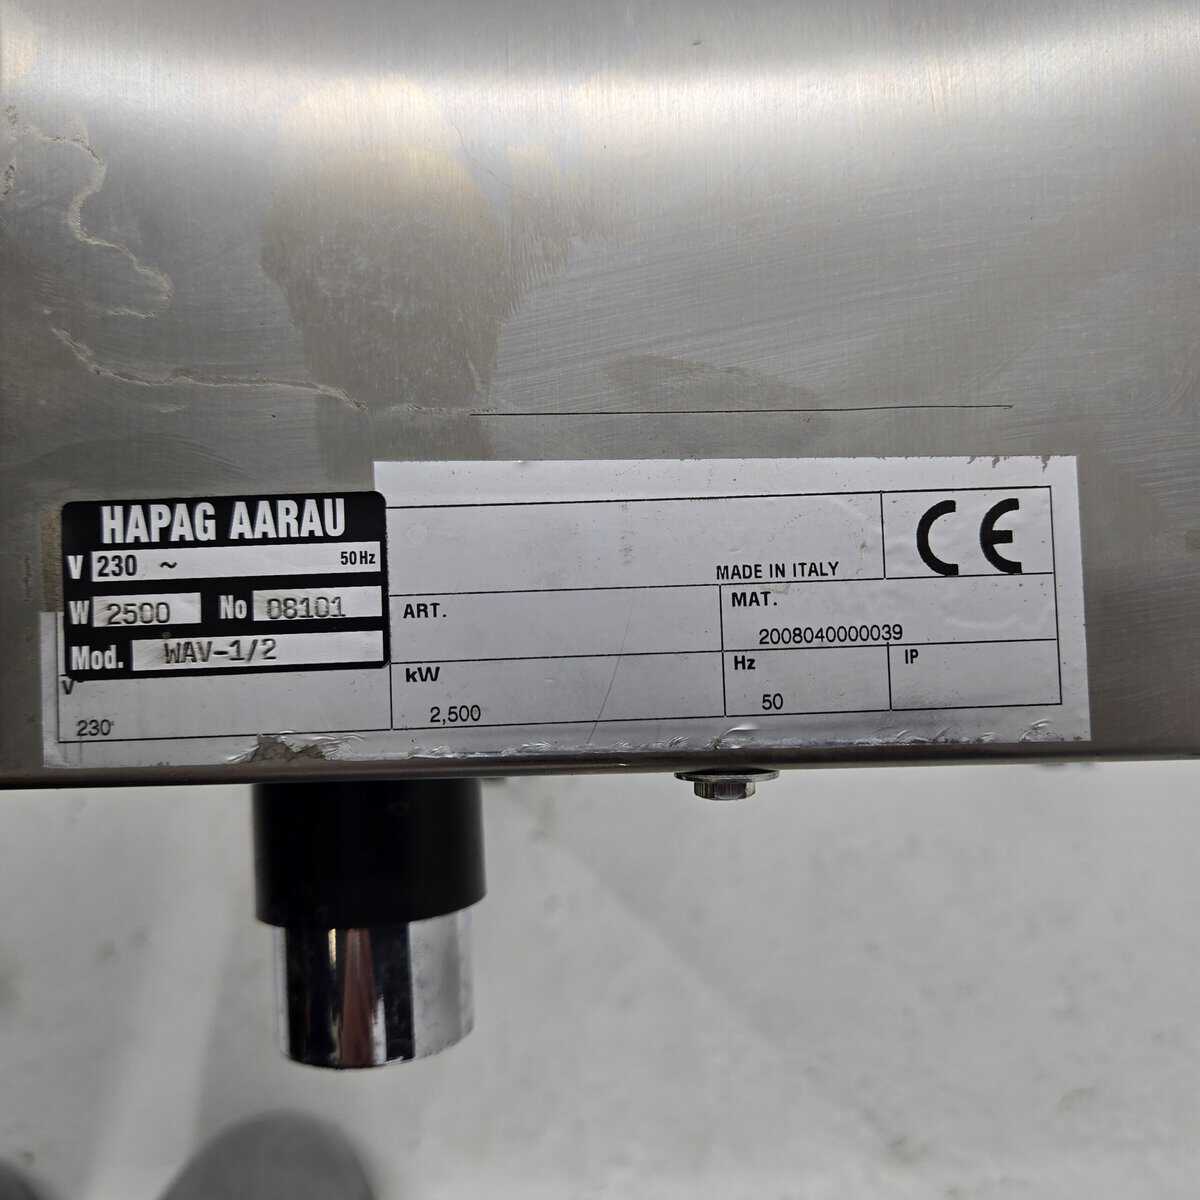 HAPAG AARAU
V 230 ~ 50 Hz
W 2500 No 08101
Mod. WAV-1/2
MADE IN ITALY
CE
ART.
MAT.
2008040000039
V
230
kW
2,500
Hz
50
IP